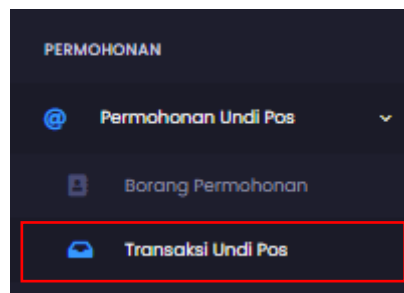 PERMOHONAN
Permohonan Undi Pos
Borang Permohonan
Transaksi Undi Pos